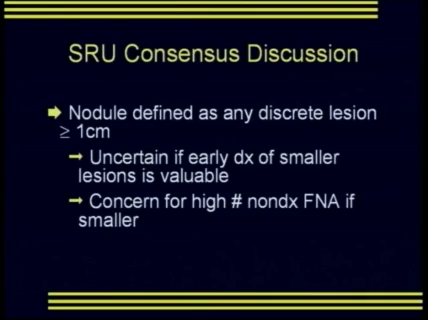 SRU Consensus Discussion
Nodule defined as any discrete lesion
≥ 1cm
Uncertain if early dx of smaller
lesions is valuable
Concern for high # nondx FNA if
smaller